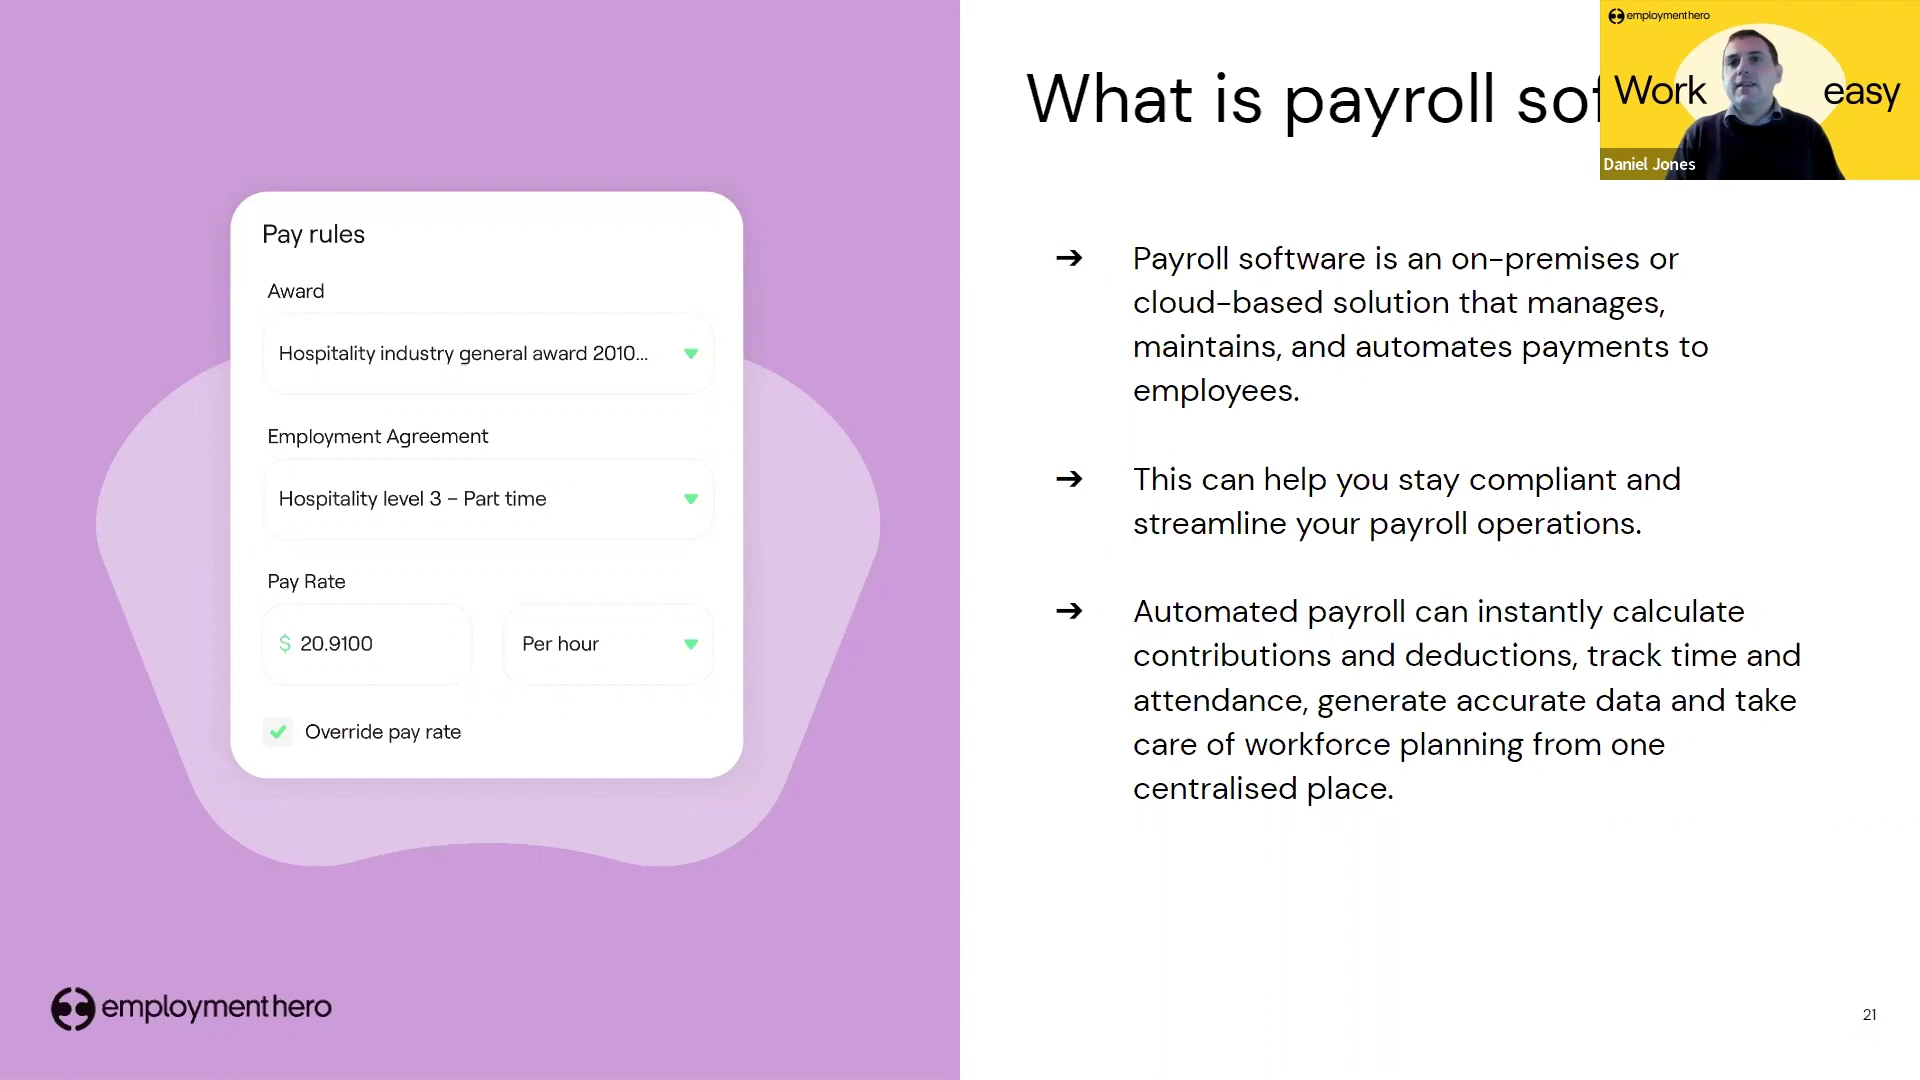 What is payroll
employmenthero
Work easy
Daniel Jones
Pay rules
Award
Hospitality industry general award 2010...
Employment Agreement
Hospitality level 3 – Part time
Pay Rate
$ 20.9100
Per hour
Override pay rate
➔ Payroll software is an on-premises or
cloud-based solution that manages,
maintains, and automates payments to
employees.
➔ This can help you stay compliant and
streamline your payroll operations.
➔ Automated payroll can instantly calculate
contributions and deductions, track time and
attendance, generate accurate data and take
care of workforce planning from one
centralised place.
employmenthero
21